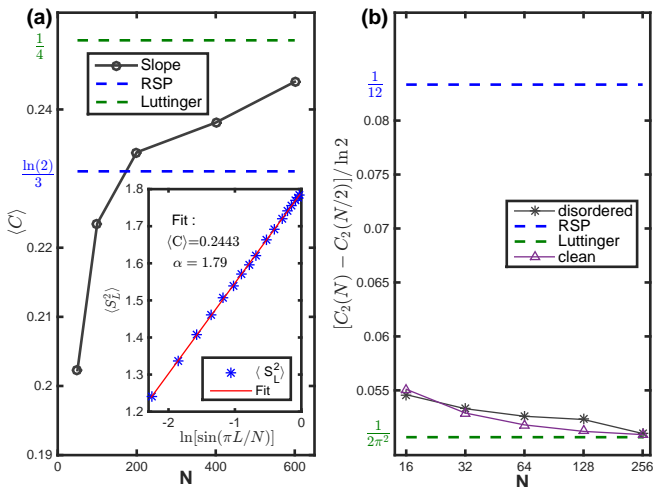 (a)
1/4
0.24
ln(2)/3
0.22
0.21
0.2
0.19
⟨C⟩
Slope
RSP
Luttinger
1.8
1.7
1.6
1.5
1.4
1.3
1.2
⟨S_L^2⟩
Fit :
⟨C⟩=0.2443
α = 1.79
⟨ S_L^2⟩
Fit
-2 -1 0
ln[sin(πL/N)]
0 200 400 600
N
(b)
1/12
0.08
0.075
0.07
0.065
0.06
0.055
1/2π^2
[C_2(N) − C_2(N/2)]/ ln 2
disordered
RSP
Luttinger
clean
16 32 64 128 256
N